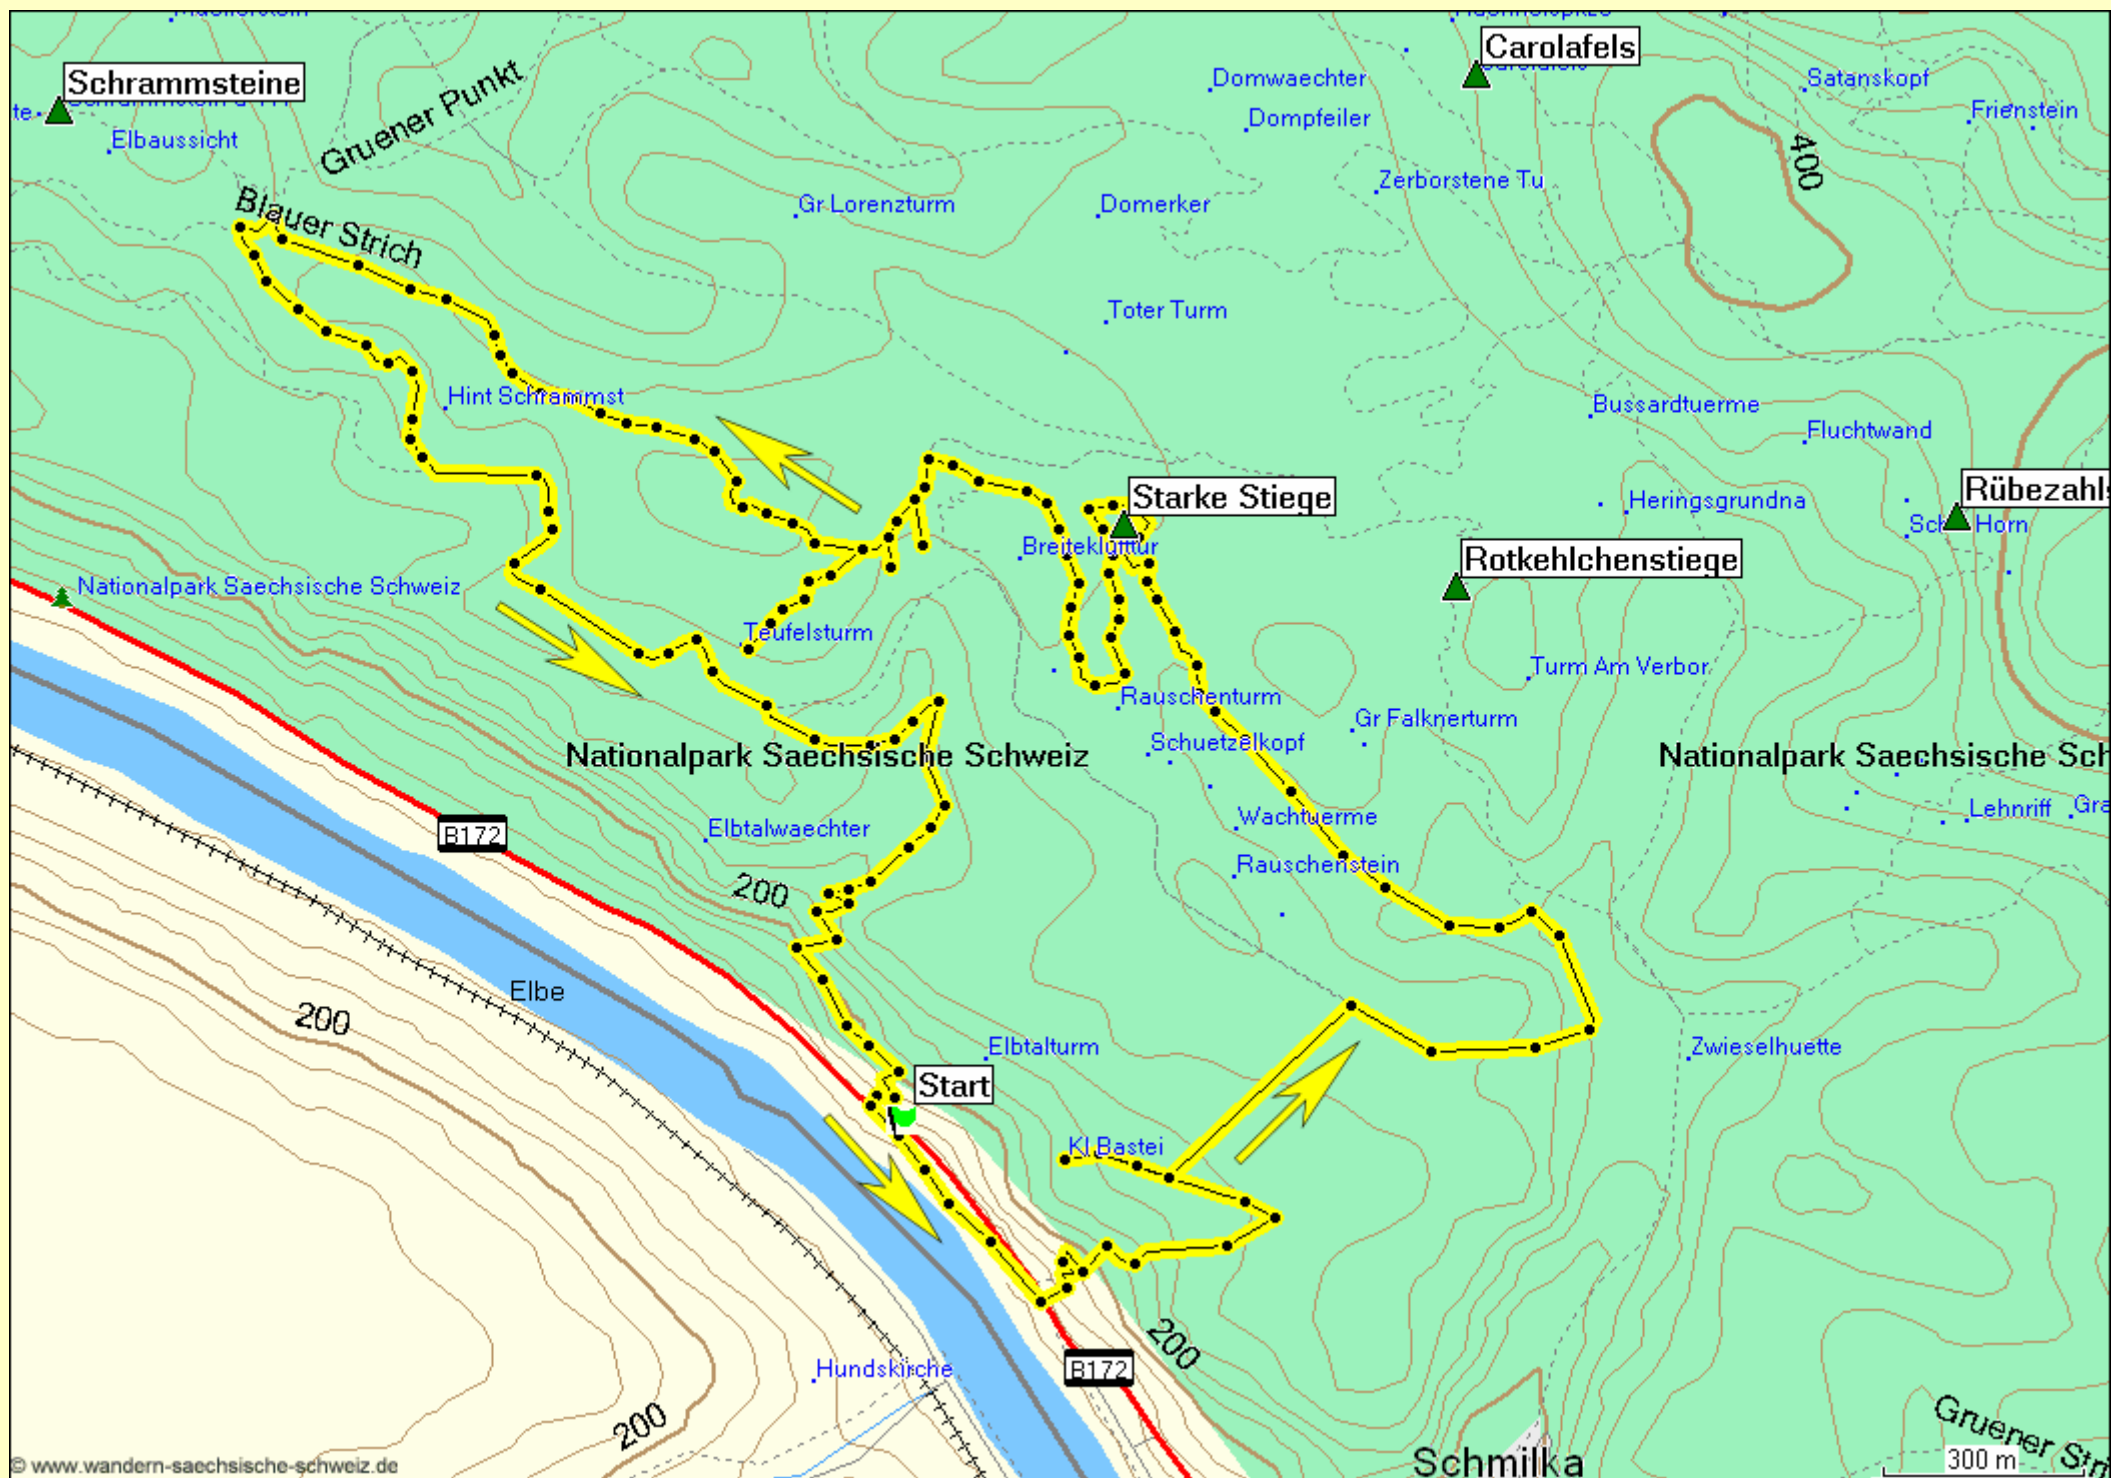 Carolafels
Schrammsteine
Domwaechter
Satanskopf
Gruener Punkt
Frienstein
Dompfeiler
Elbaussicht
400
Zerborstene Tu
Blauer Strich
Gr Lorenzturm
Domerker
Toter Turm
Hint Schrammst
Bussardtuerme
Fluchtwand
Starke Stiege
Rübezahls
Heringsgrundna
Horn
Rotkehlchenstiege
Nationalpark Saechsische Schweiz
Teufelsturm
Turm Am Verbor
Rauschenturm
Gr Falknerturm
Schuetzelkopf
Nationalpark Saechsische Schweiz
Nationalpark Saechsische Sch
Lehnriff
Gra
Wachtuerme
Elbtalwaechter
B172
Rauschenstein
200
Elbe
200
Elbtalturm
Zwieselhuette
Start
Kl Bastei
200
B172
Hundskirche
200
Gruener Str
Schmilka
300 m
© www.wandern-saechsische-schweiz.de